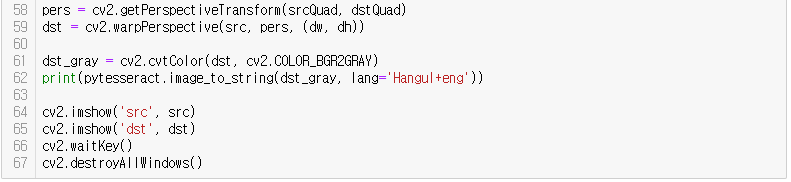 58 pers = cv2.getPerspectiveTransform(srcQuad, dstQuad)
59 dst = cv2.warpPerspective(src, pers, (dw, dh))
60
61 dst_gray = cv2.cvtColor(dst, cv2.COLOR_BGR2GRAY)
62 print(pytesseract.image_to_string(dst_gray, lang='Hangul+eng'))
63
64 cv2.imshow('src', src)
65 cv2.imshow('dst', dst)
66 cv2.waitKey()
67 cv2.destroyAllWindows()